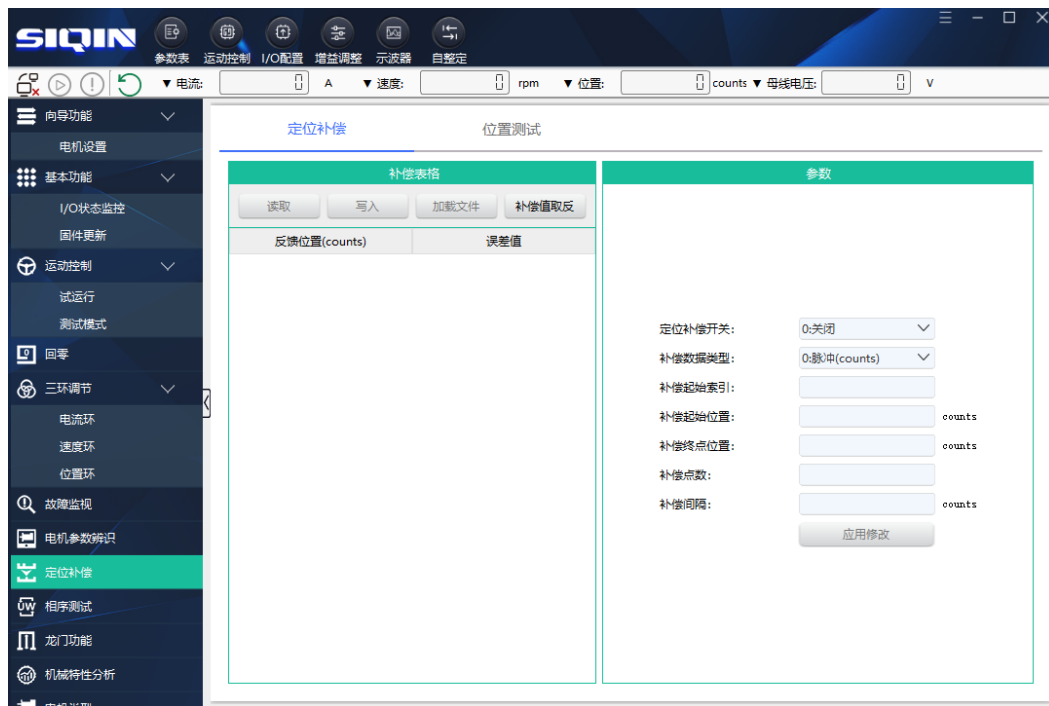 SIQIN
参数表 运动控制 I/O配置 增益调整 示波器 自整定
▼ 电流: 0 A ▼ 速度: 0 rpm ▼ 位置: 0 counts ▼ 母线电压: 0 V
向导功能
电机设置
基本功能
I/O状态监控
固件更新
运动控制
试运行
测试模式
回零
三环调节
电流环
速度环
位置环
故障监视
电机参数辨识
定位补偿
相序测试
龙门功能
机械特性分析
定位补偿 位置测试
补偿表格
读取 写入 加载文件 补偿值取反
反馈位置(counts) 误差值
参数
定位补偿开关: 0:关闭
补偿数据类型: 0:脉冲(counts)
补偿起始索引:
补偿起始位置: counts
补偿终点位置: counts
补偿点数:
补偿间隔: counts
应用修改